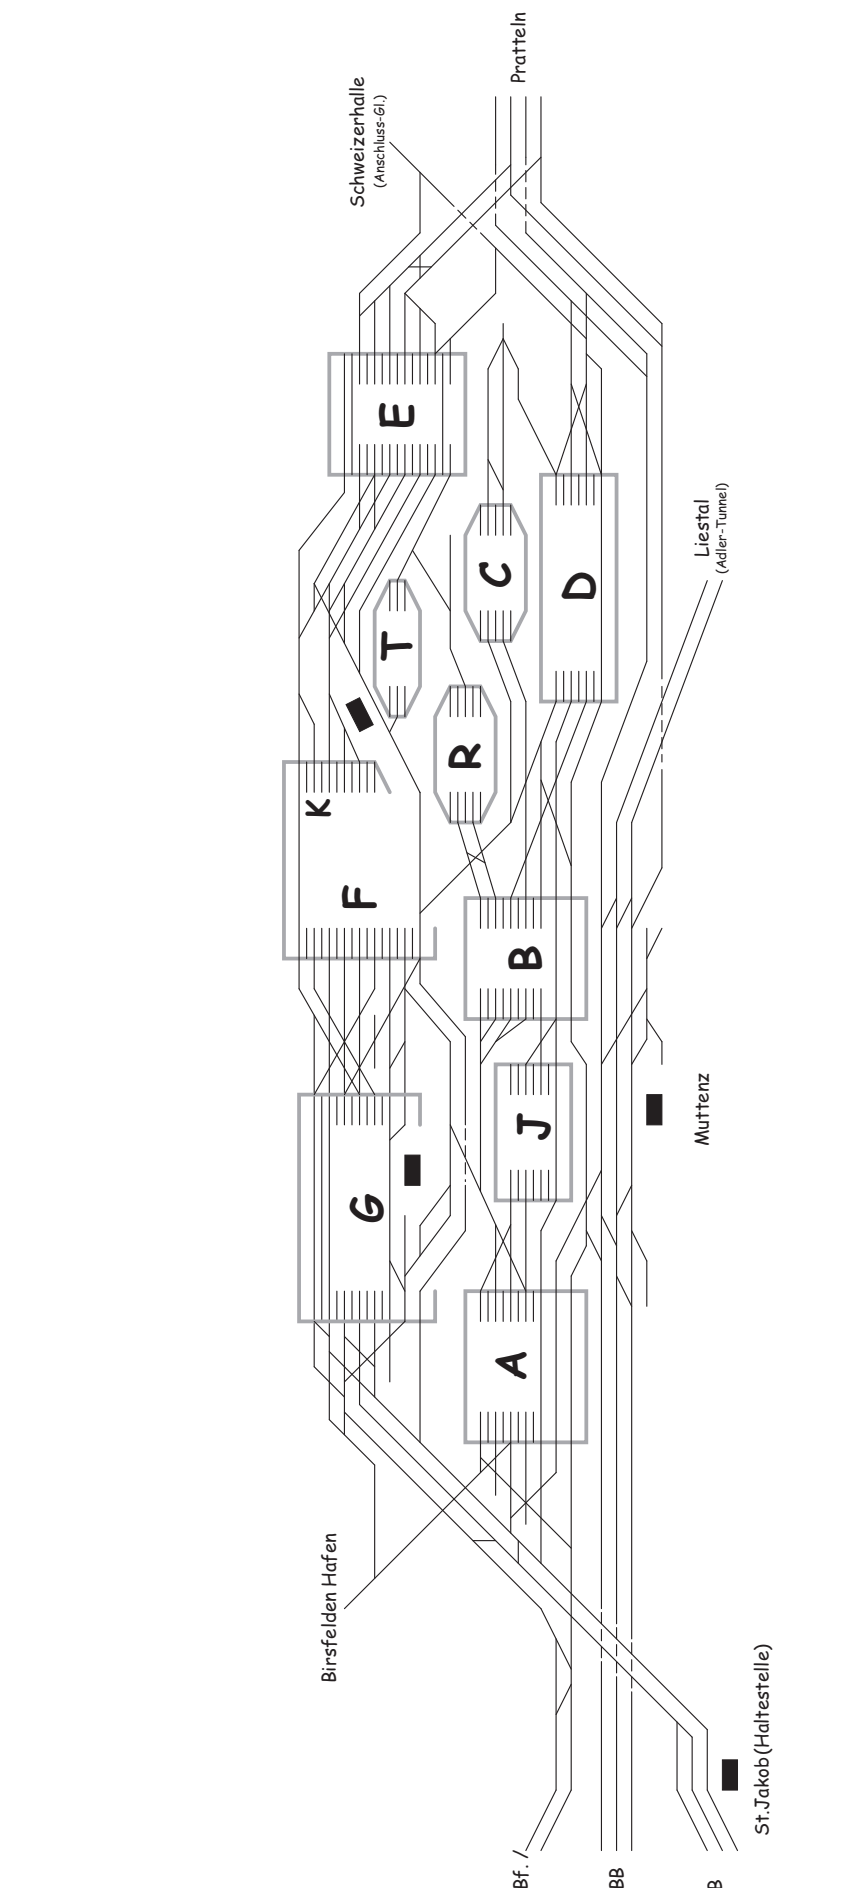 Pratteln
Schweizerhalle
(Anschluss-Gl.)
E
Liestal
(Adler-Tunnel)
C
D
T
R
K
F
B
Muttenz
J
G
A
Birsfelden Hafen
St.Jakob(Haltestelle)
Bf. /
BB
B